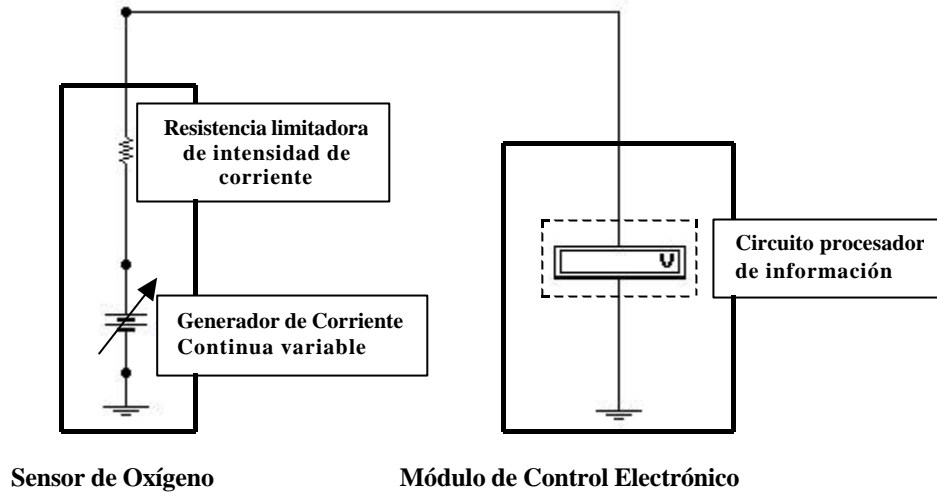 Resistencia limitadora
de intensidad de
corriente
V
Circuito procesador
de información
Generador de Corriente
Continua variable
Sensor de Oxígeno
Módulo de Control Electrónico